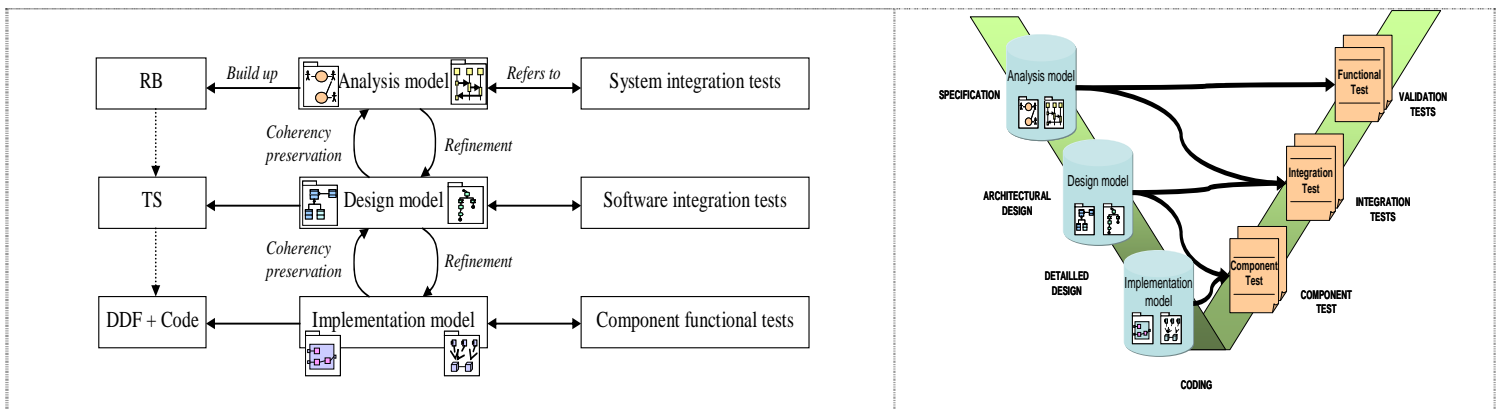 RB
Build up
Analysis model
Refers to
System integration tests
Coherency
preservation
Refinement
TS
Design model
Software integration tests
Coherency
preservation
Refinement
DDF + Code
Implementation model
Component functional tests
Analysis model
SPECIFICATION
Functional
Test
VALIDATION
TESTS
Design model
ARCHITECTURAL
DESIGN
Integration
Test
INTEGRATION
TESTS
DETAILLED
DESIGN
Implementation
model
Component
Test
COMPONENT
TEST
CODING